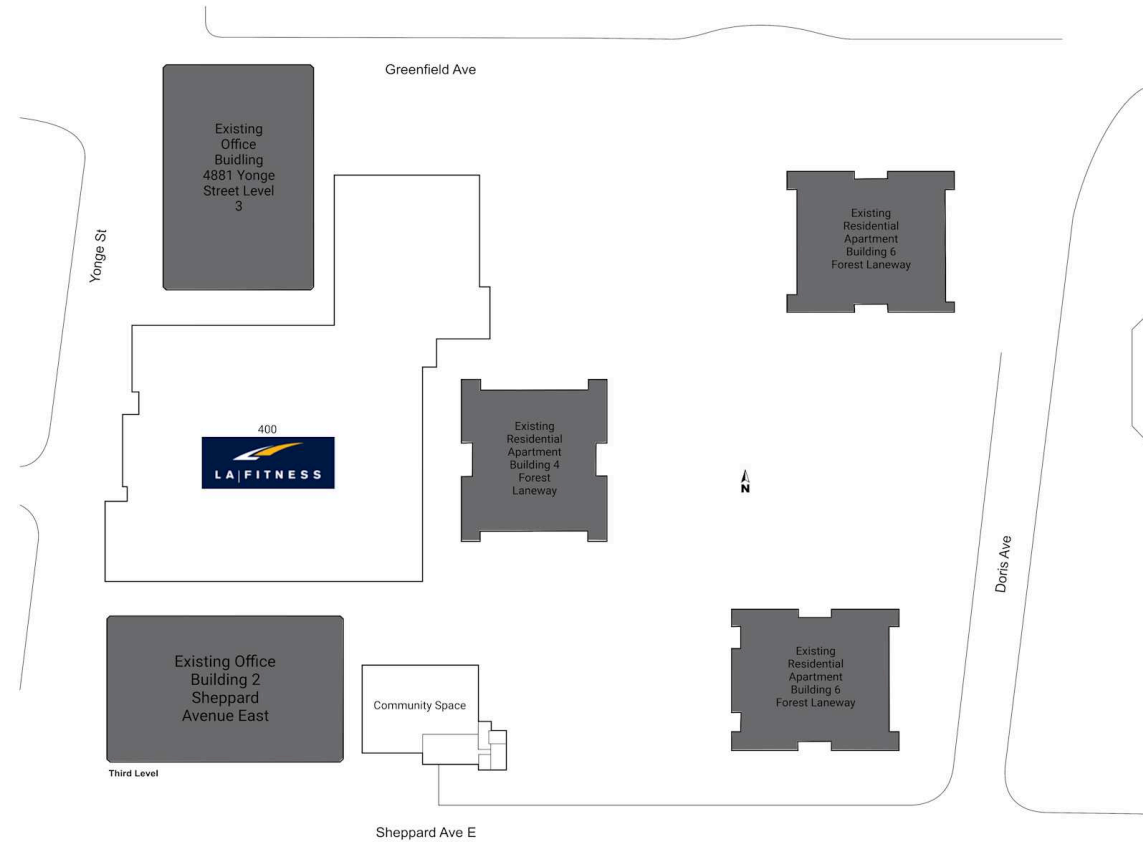 Greenfield Ave
Existing
Office
Buidling
4881 Yonge
Street Level
3
Yonge St
Existing
Residential
Apartment
Building 6
Forest Laneway
400
LA|FITNESS
Existing
Residential
Apartment
Building 4
Forest
Laneway
N
Doris Ave
Existing Office
Building 2
Sheppard
Avenue East
Third Level
Community Space
Existing
Residential
Apartment
Building 6
Forest Laneway
Sheppard Ave E